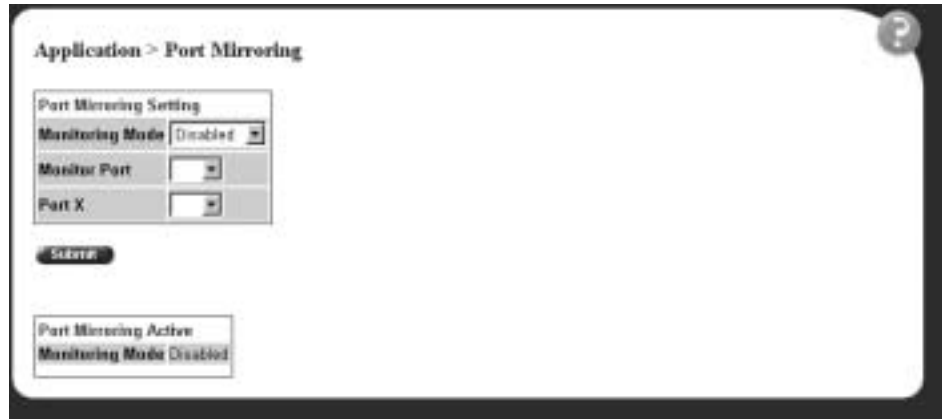 ?
Application > Port Mirroring
Port Mirroring Setting
Monitoring Mode Disabled
Monitor Port
Port X
Submit
Port Mirroring Active
Monitoring Mode Disabled